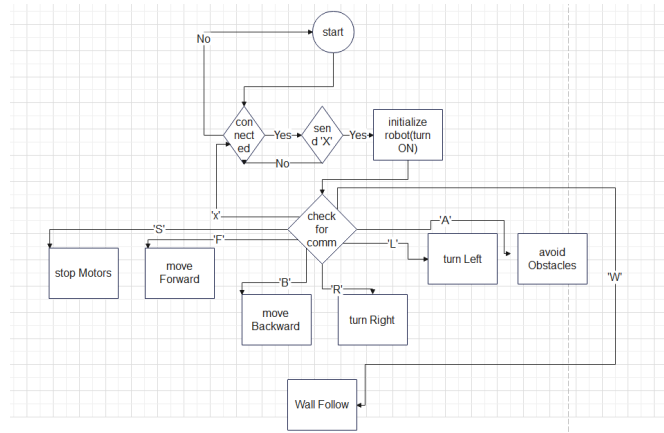 start
No
con
nect
ed
Yes
sen
d 'X'
Yes
initialize
robot(turn
ON)
No
'x'
check
for
comm
'A'
'S'
'F'
'L'
stop Motors
move
Forward
turn Left
avoid
Obstacles
'W'
'B'
'R'
move
Backward
turn Right
Wall Follow